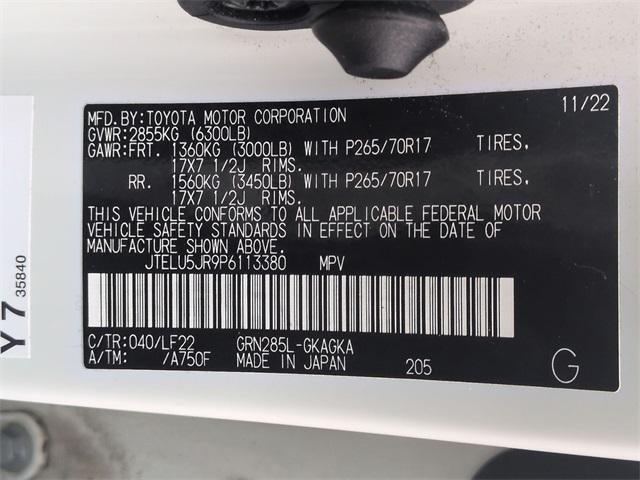 MFD.BY:TOYOTA MOTOR CORPORATION 11/22
GVWR:2855KG (6300LB)
GAWR:FRT. 1360KG (3000LB) WITH P265/70R17 TIRES,
17X7 1/2J RIMS.
RR. 1560KG (3450LB) WITH P265/70R17 TIRES,
17X7 1/2J RIMS.
THIS VEHICLE CONFORMS TO ALL APPLICABLE FEDERAL MOTOR
VEHICLE SAFETY STANDARDS IN EFFECT ON THE DATE OF
MANUFACTURE SHOWN ABOVE.
JTELU5JR9P6113380 MPV
C/TR:040/LF22 GRN285L-GKAGKA
A/TM: /A750F MADE IN JAPAN 205 G
Y 7 35840